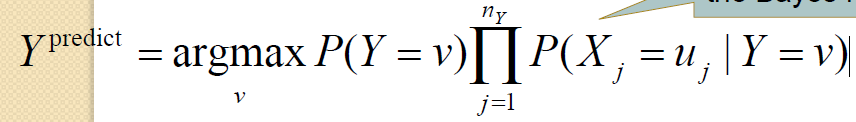 Y^predict = argmax_v P(Y = v) ∏_{j=1}^{n_Y} P(X_j = u_j | Y = v)